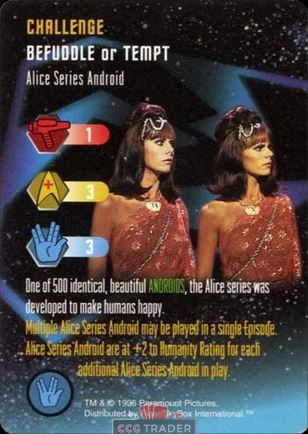 CHALLENGE
BEFUDDLE or TEMPT
Alice Series Android
1
3
3
One of 500 identical, beautiful ANDROIDS, the Alice series was
developed to make humans happy.
Multiple Alice Series Android may be played in a single Episode.
Alice Series Android are at +2 to Humanity Rating for each
additional Alice Series Android in play.
TM & © 1996 Paramount Pictures.
Distributed by SkyBox International.™
CCG TRADER